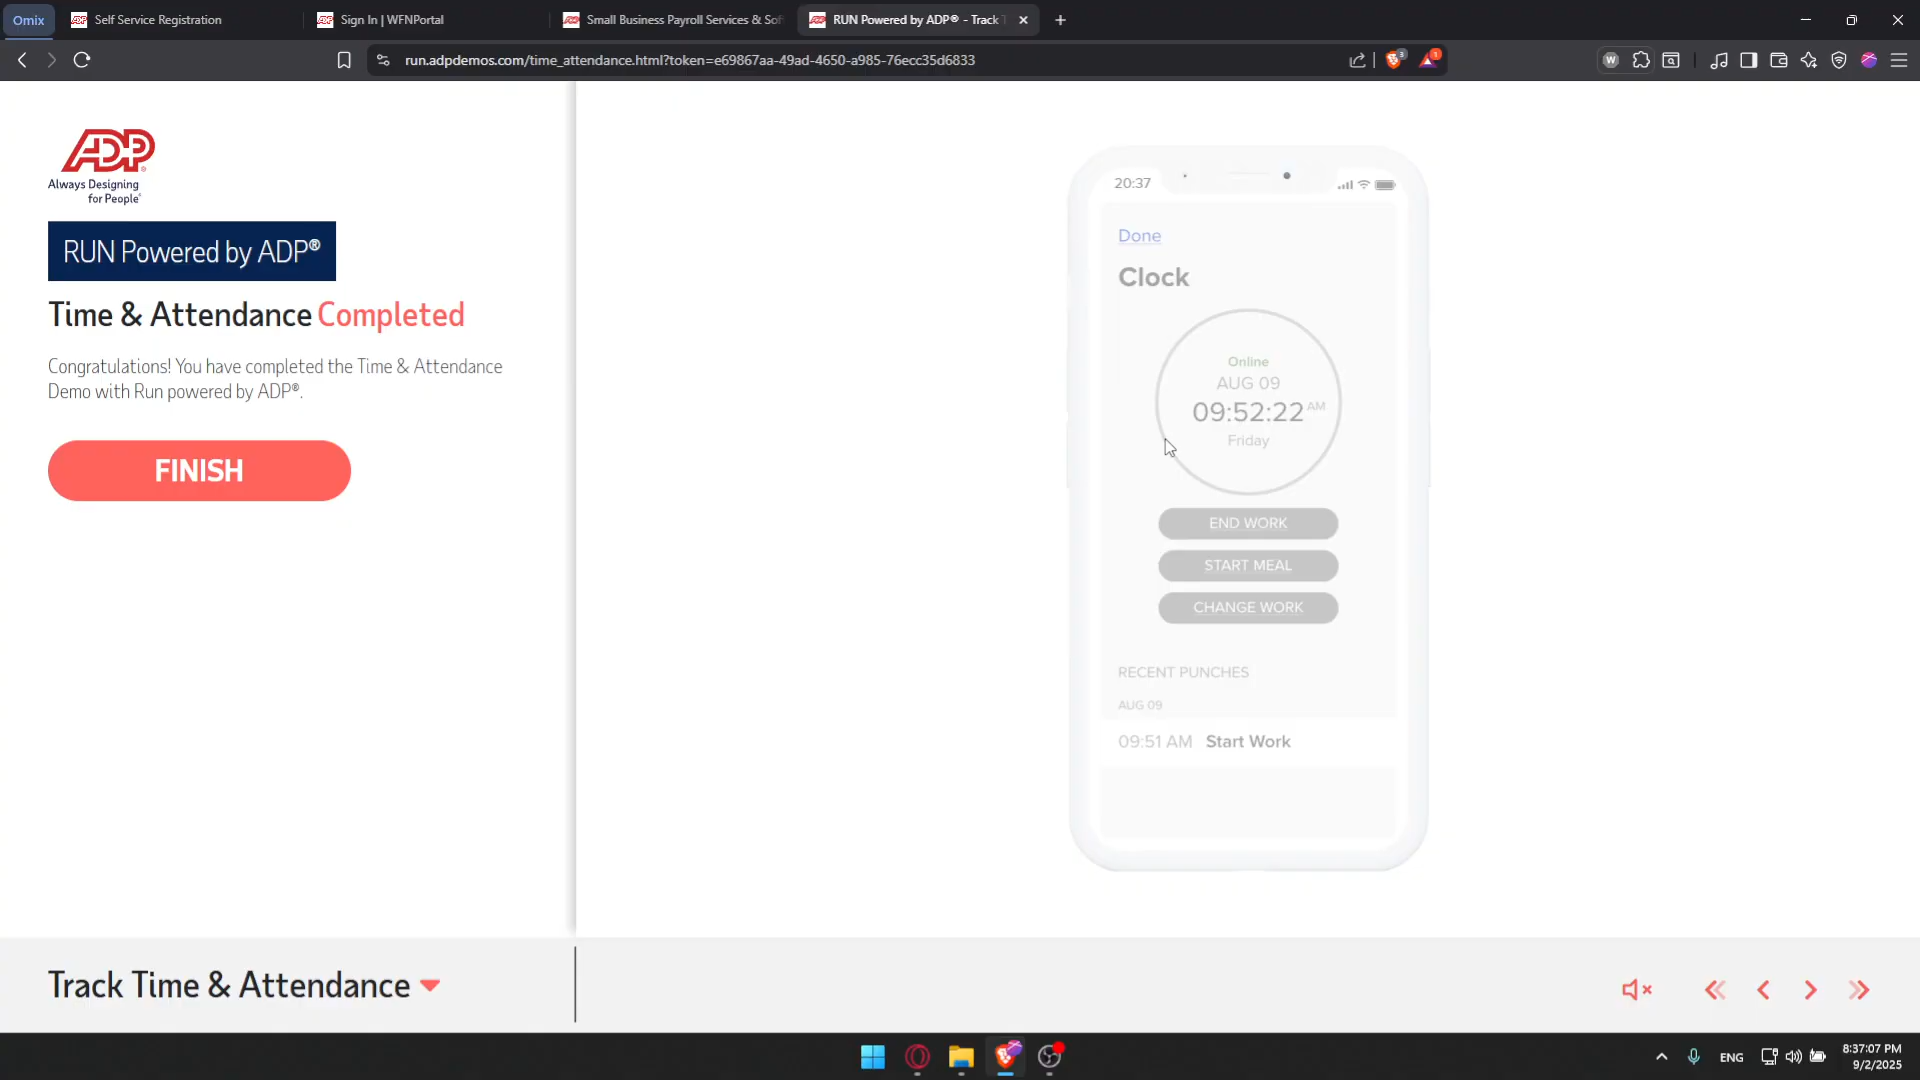 Omix
Self Service Registration
Sign In | WFNPortal
Small Business Payroll Services & Sof
RUN Powered by ADP® - Track T
run.adpdemos.com/time_attendance.html?token=e69867aa-49ad-4650-a985-76ecc35d6833
3
1
W
ADP
Always Designing
for People
RUN Powered by ADP®
Time & Attendance Completed
Congratulations! You have completed the Time & Attendance
Demo with Run powered by ADP®.
FINISH
20:37
Done
Clock
Online
AUG 09
09:52:22 AM
Friday
END WORK
START MEAL
CHANGE WORK
RECENT PUNCHES
AUG 09
09:51 AM Start Work
Track Time & Attendance
ENG
8:37:07 PM
9/2/2025